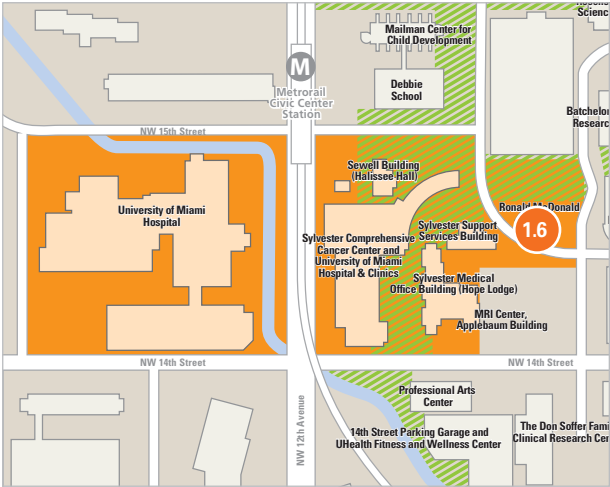 Scienc
Mailman Center for
Child Development
M
Metrorail
Civic Center
Station
Debbie
School
Batchelor
Researc
NW 15th Street
Sewell Building
(Halissee Hall)
University of Miami
Hospital
Ronald McDonald
1.6
Sylvester Support
Services Building
Sylvester Comprehensive
Cancer Center and
University of Miami
Hospital & Clinics
Sylvester Medical
Office Building (Hope Lodge)
MRI Center,
Applebaum Building
NW 14th Street
NW 14th Street
NW 12th Avenue
Professional Arts
Center
14th Street Parking Garage and
UHealth Fitness and Wellness Center
The Don Soffer Fami
Clinical Research Cen